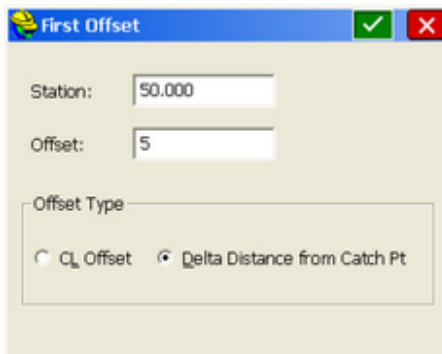 First Offset
Station: 50.000
Offset: 5
Offset Type
CL Offset Delta Distance from Catch Pt